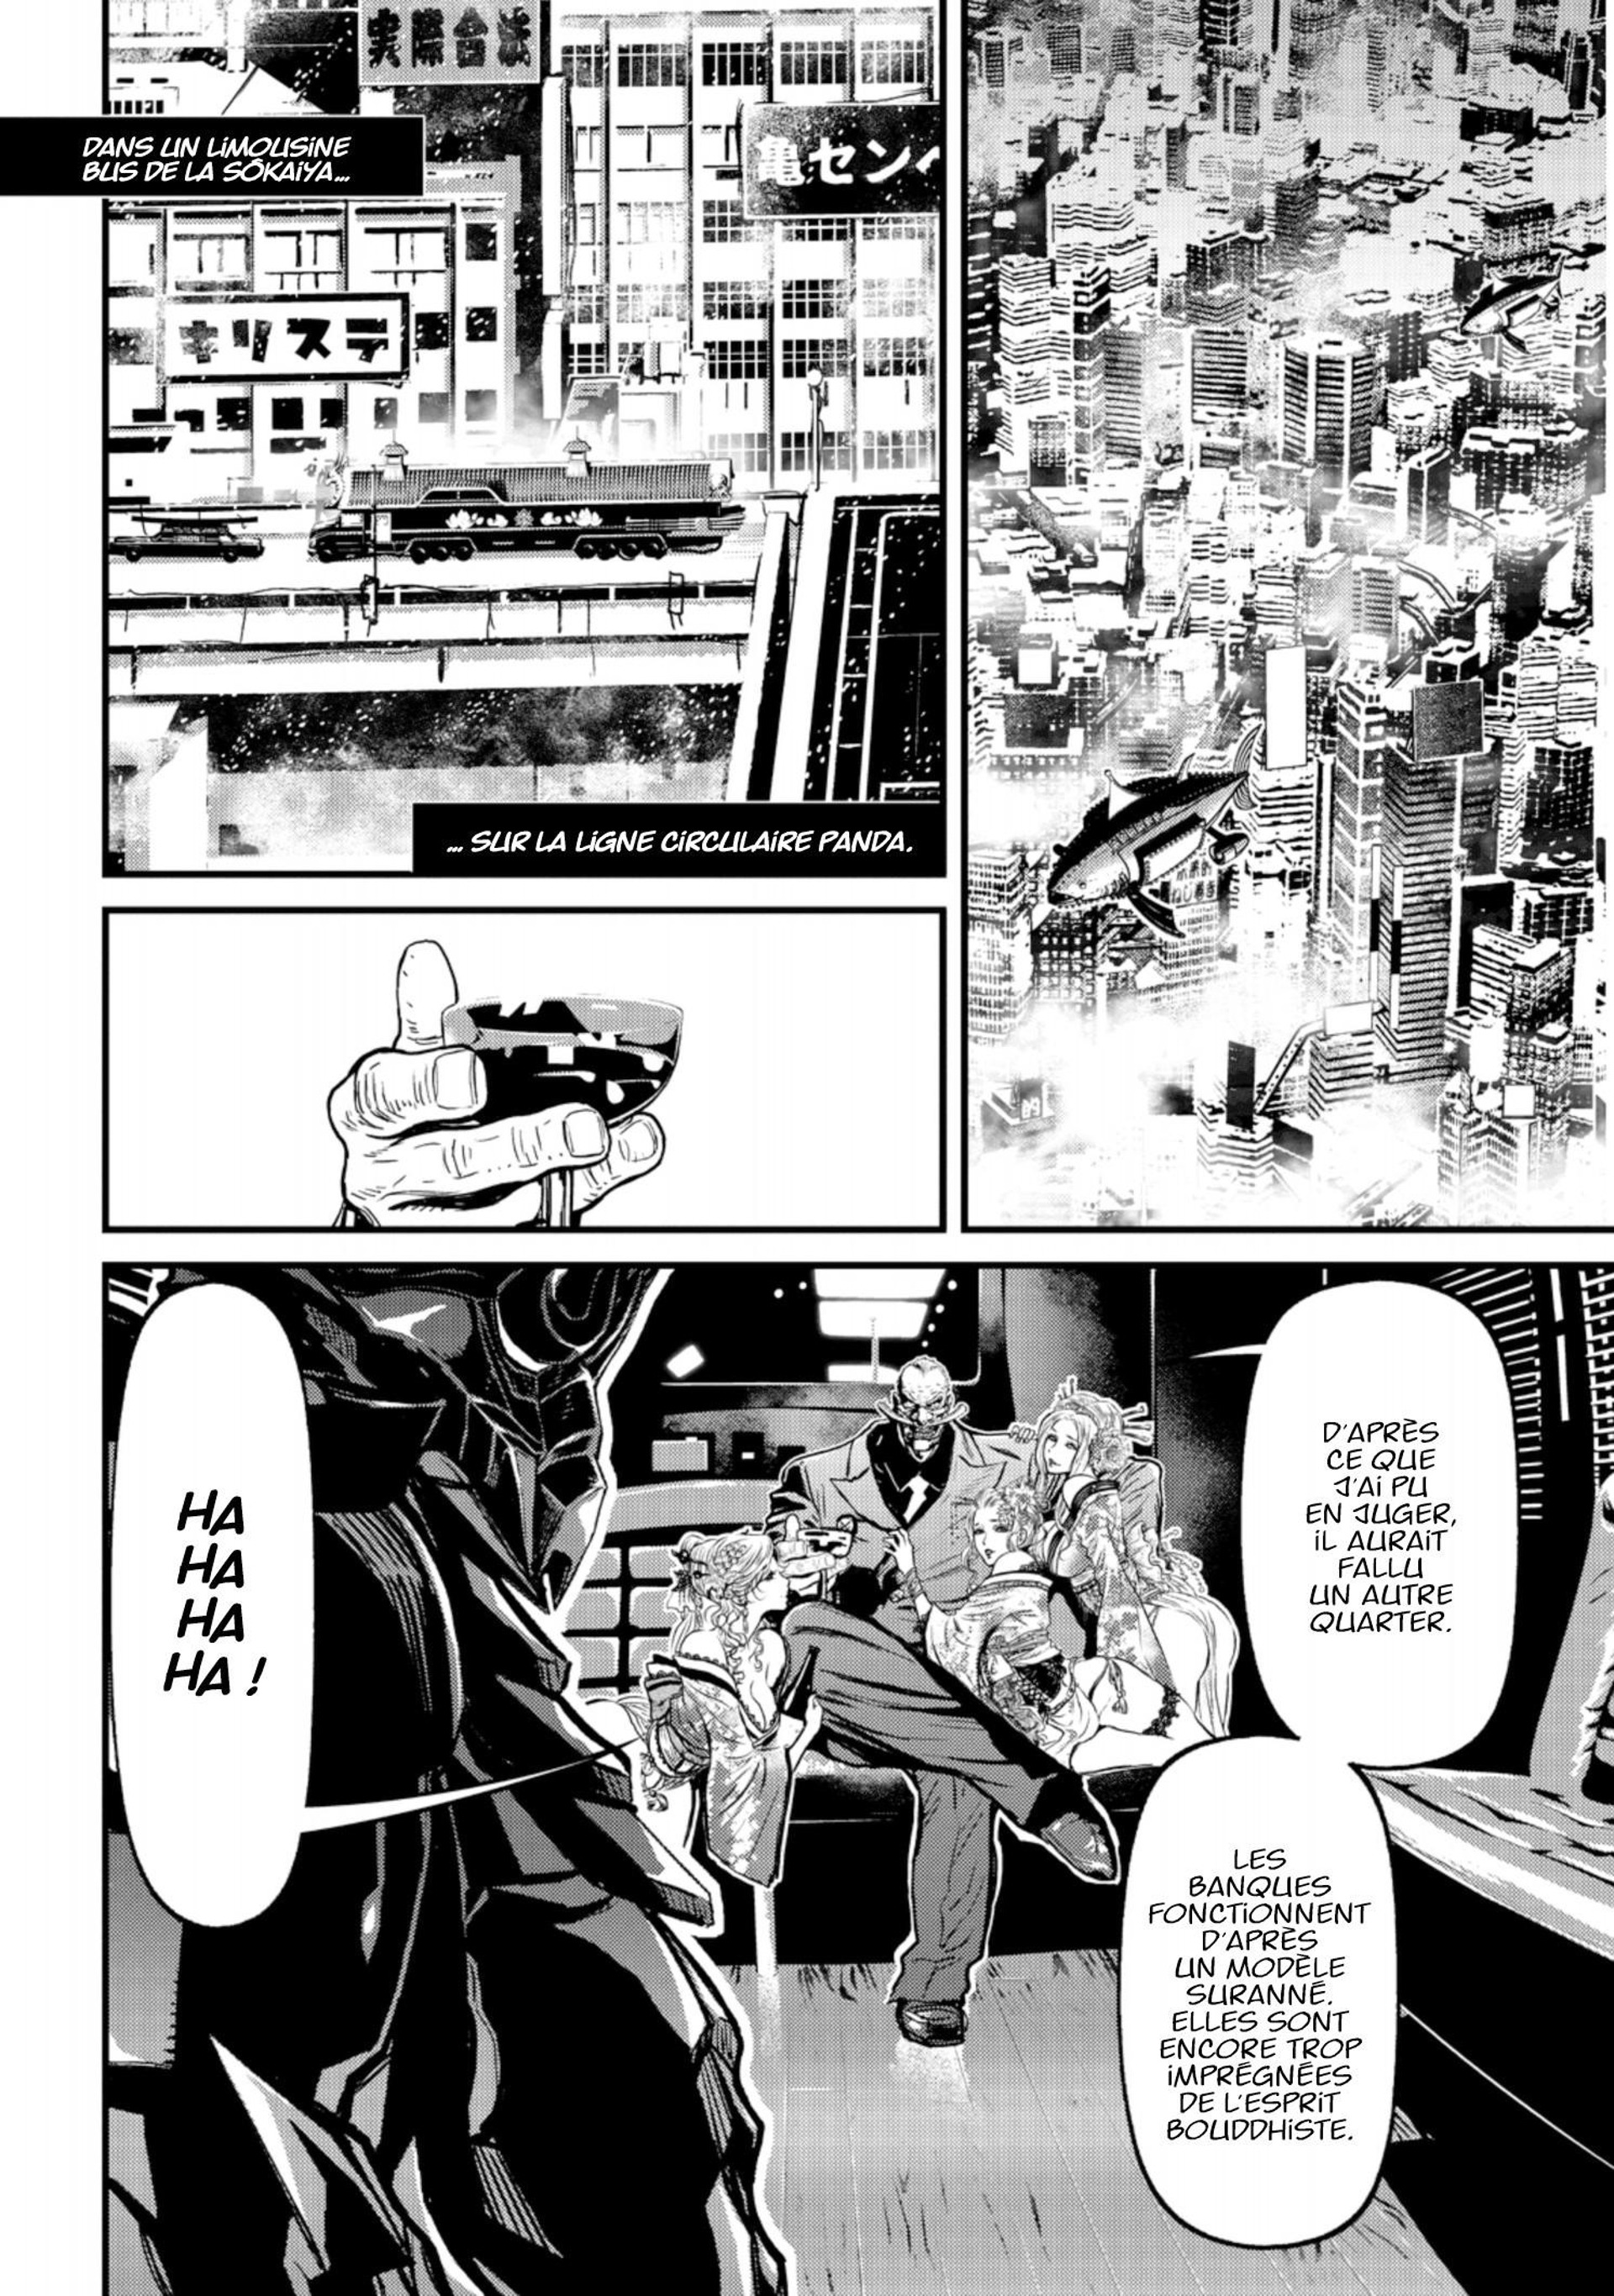 実際合法
DANS UN LIMOUSINE
BUS DE LA SÔKAIYA...
亀センベ
キリステ
... SUR LA LIGNE CIRCULAIRE PANDA.
D'APRÈS
CE QUE
J'AI PU
EN JUGER,
IL AURAIT
FALLU
UN AUTRE
QUARTER.
LES
BANQUES
FONCTIONNENT
D'APRÈS
UN MODÈLE
SURANNÉ.
ELLES SONT
ENCORE TROP
IMPRÉGNÉES
DE L'ESPRIT
BOUDDHISTE.
HA
HA
HA
HA !